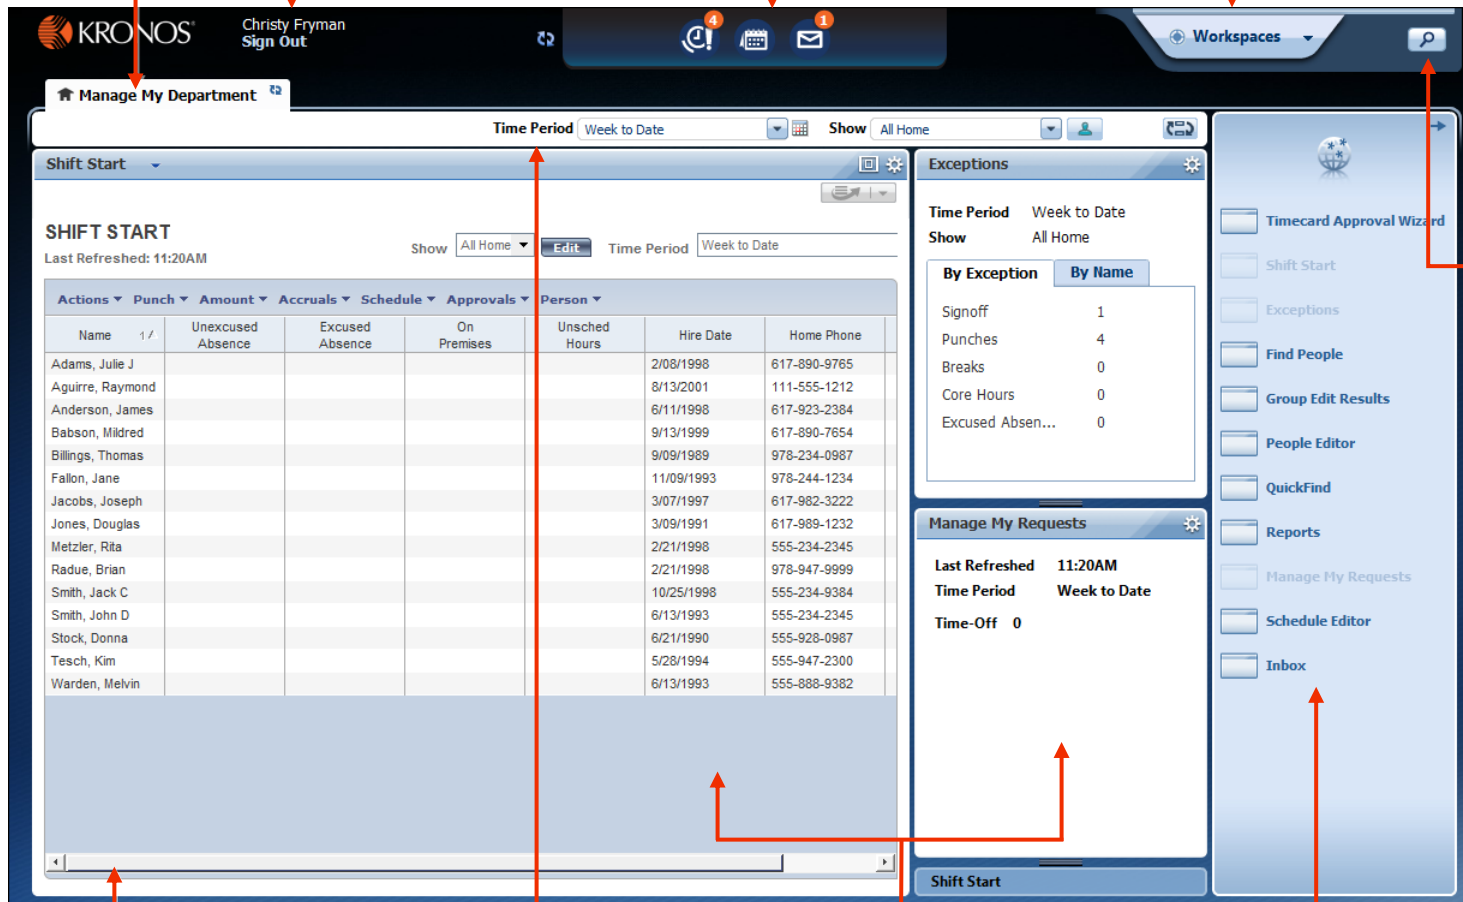 KRONOS
Christy Fryman
Sign Out
4
1
Workspaces
Manage My Department
Time Period Week to Date Show All Home
Shift Start
SHIFT START
Last Refreshed: 11:20AM
Show All Home Edit Time Period Week to Date
Actions Punch Amount Accruals Schedule Approvals Person
Name 1 Unexcused Absence Excused Absence On Premises Unsched Hours Hire Date Home Phone
Adams, Julie J 2/08/1998 617-890-9765
Aguirre, Raymond 8/13/2001 111-555-1212
Anderson, James 6/11/1998 617-923-2384
Babson, Mildred 9/13/1999 617-890-7654
Billings, Thomas 9/09/1989 978-234-0987
Fallon, Jane 11/09/1993 978-244-1234
Jacobs, Joseph 3/07/1997 617-982-3222
Jones, Douglas 3/09/1991 617-989-1232
Metzler, Rita 2/21/1998 555-234-2345
Radue, Brian 2/21/1998 978-947-9999
Smith, Jack C 10/25/1998 555-234-9384
Smith, John D 6/13/1993 555-234-2345
Stock, Donna 6/21/1990 555-928-0987
Tesch, Kim 5/28/1994 555-947-2300
Warden, Melvin 6/13/1993 555-888-9382
Exceptions
Time Period Week to Date
Show All Home
By Exception By Name
Signoff 1
Punches 4
Breaks 0
Core Hours 0
Excused Absen... 0
Manage My Requests
Last Refreshed 11:20AM
Time Period Week to Date
Time-Off 0
Shift Start
Timecard Approval Wizard
Shift Start
Exceptions
Find People
Group Edit Results
People Editor
QuickFind
Reports
Manage My Requests
Schedule Editor
Inbox